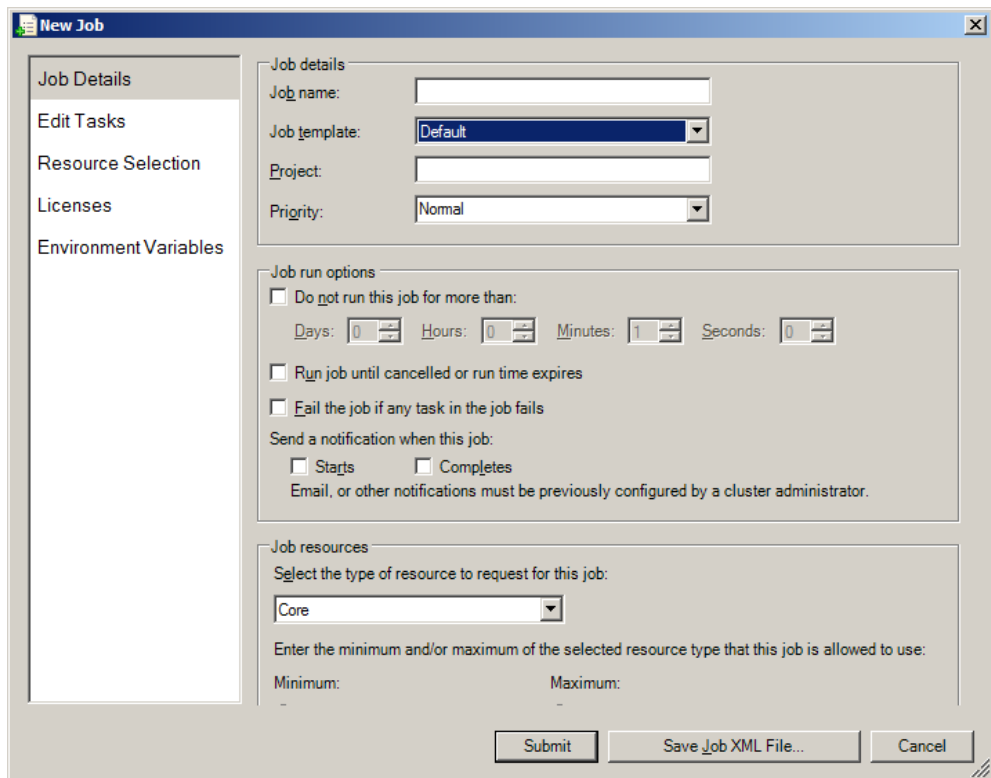 New Job
Job Details
Edit Tasks
Resource Selection
Licenses
Environment Variables
Job details
Job name:
Job template: Default
Project:
Priority: Normal
Job run options
Do not run this job for more than:
Days: 0 Hours: 0 Minutes: 1 Seconds: 0
Run job until cancelled or run time expires
Fail the job if any task in the job fails
Send a notification when this job:
Starts Completes
Email, or other notifications must be previously configured by a cluster administrator.
Job resources
Select the type of resource to request for this job:
Core
Enter the minimum and/or maximum of the selected resource type that this job is allowed to use:
Minimum: Maximum:
Submit Save Job XML File... Cancel